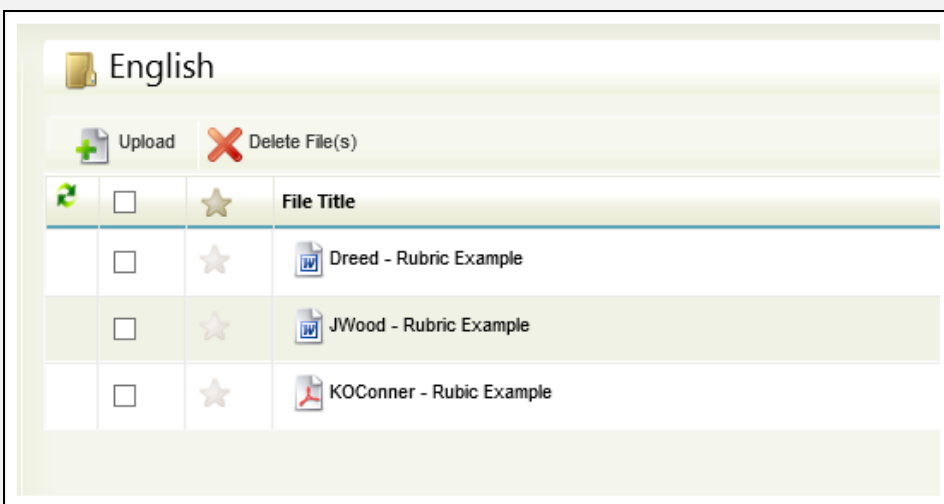 English
Upload Delete File(s)
File Title
Dreed - Rubric Example
JWood - Rubric Example
KOConner - Rubic Example